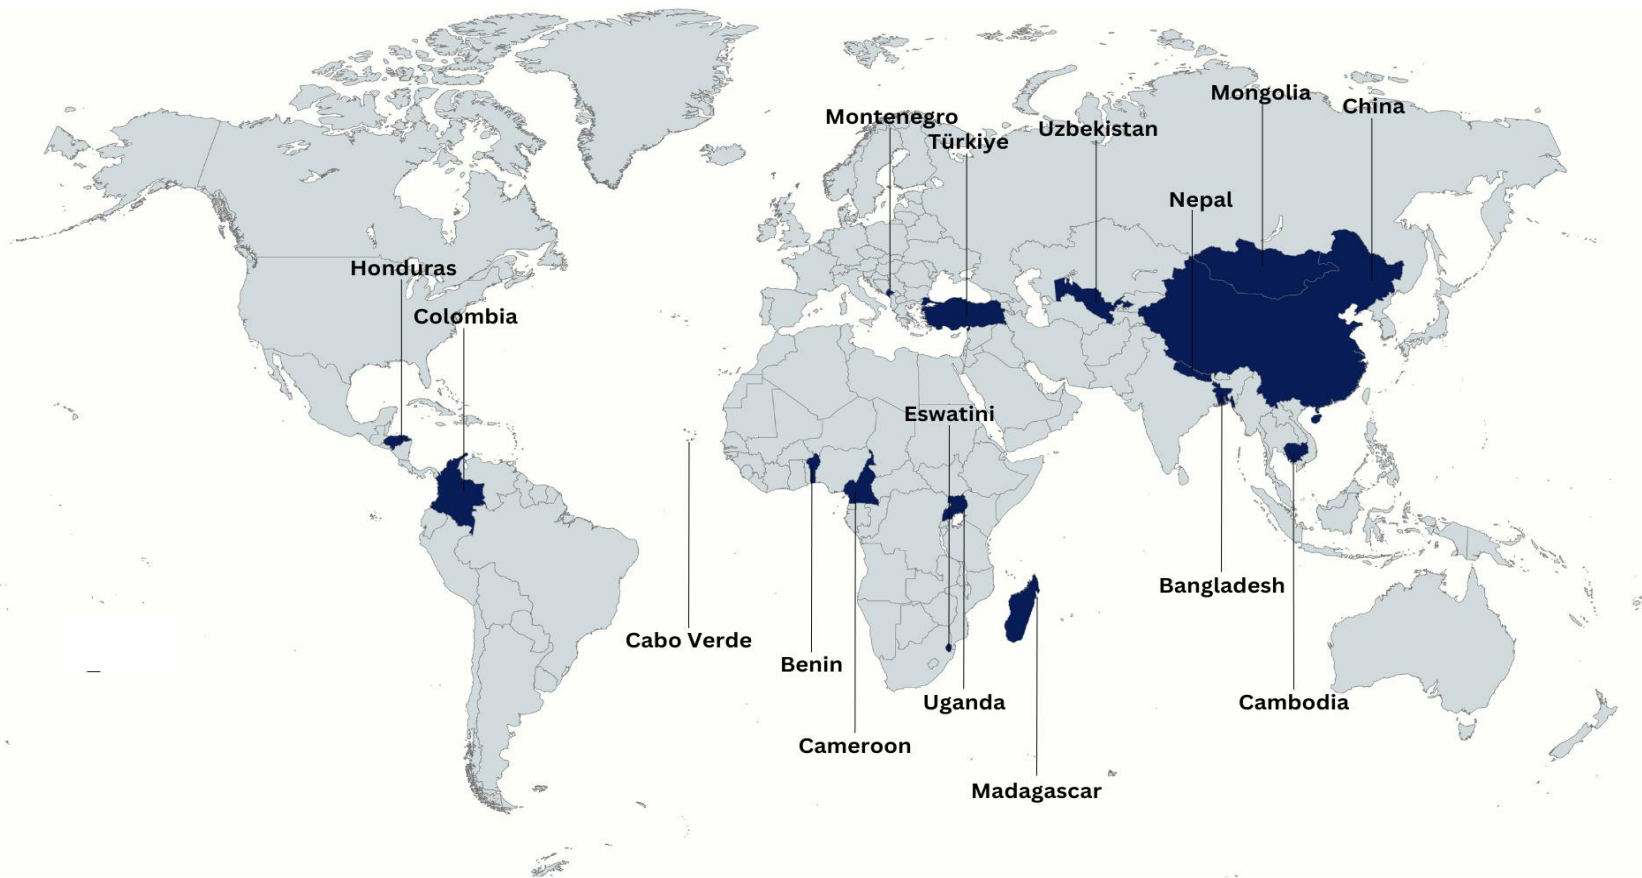 Mongolia
China
Montenegro
Uzbekistan
Türkiye
Nepal
Honduras
Colombia
Eswatini
Bangladesh
Cabo Verde
Benin
Uganda
Cambodia
Cameroon
Madagascar